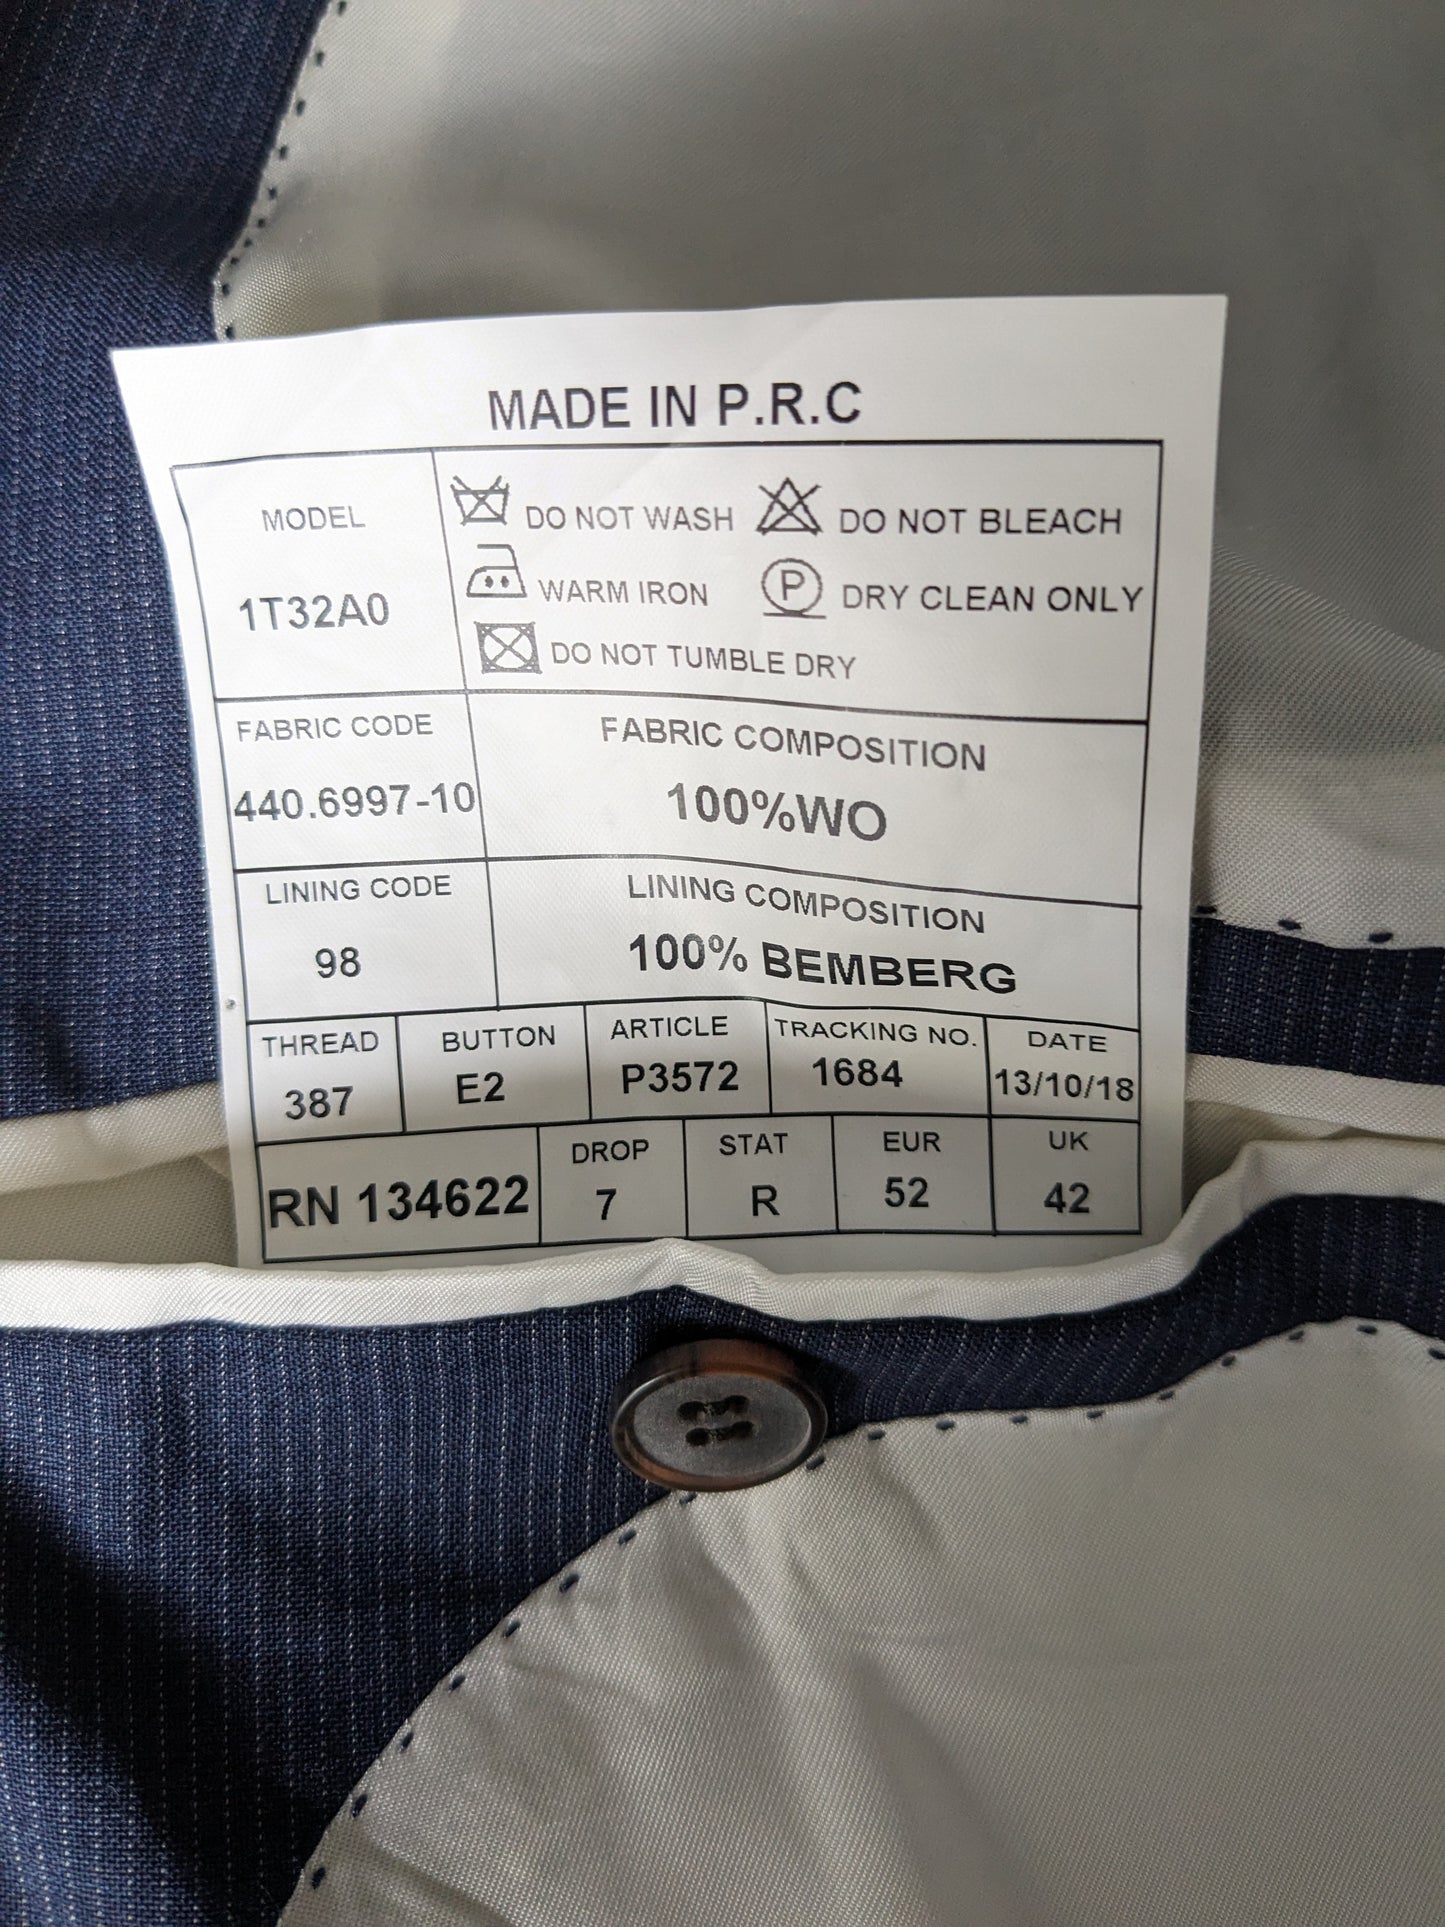 MADE IN P.R.C
MODEL
1T32A0
DO NOT WASH
DO NOT BLEACH
WARM IRON
P
DRY CLEAN ONLY
DO NOT TUMBLE DRY
FABRIC CODE
440.6997-10
FABRIC COMPOSITION
100%WO
LINING CODE
98
LINING COMPOSITION
100% BEMBERG
THREAD
387
BUTTON
E2
ARTICLE
P3572
TRACKING NO.
1684
DATE
13/10/18
RN 134622
DROP
7
STAT
R
EUR
52
UK
42